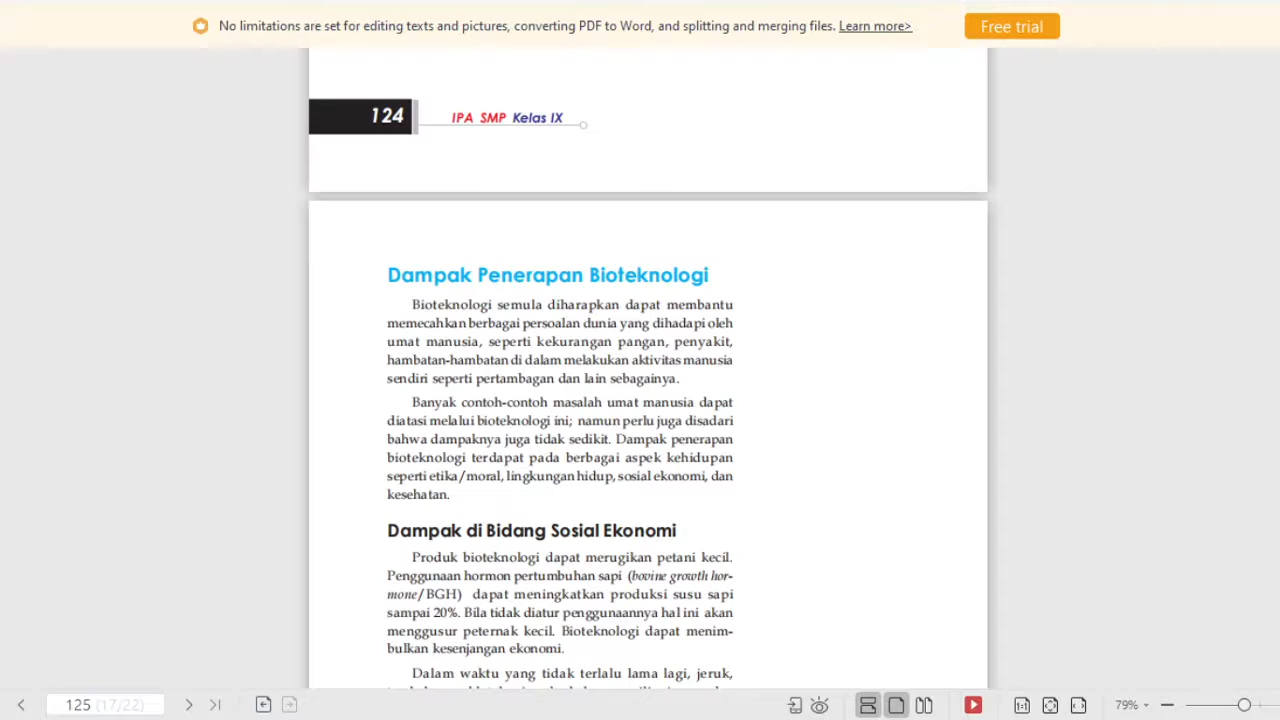 No limitations are set for editing texts and pictures, converting PDF to Word, and splitting and merging files. Learn more>
Free trial
124
IPA SMP Kelas IX
Dampak Penerapan Bioteknologi
Bioteknologi semula diharapkan dapat membantu
memecahkan berbagai persoalan dunia yang dihadapi oleh
umat manusia, seperti kekurangan pangan, penyakit,
hambatan-hambatan di dalam melakukan aktivitas manusia
sendiri seperti pertambagan dan lain sebagainya.
Banyak contoh-contoh masalah umat manusia dapat
diatasi melalui bioteknologi ini; namun perlu juga disadari
bahwa dampaknya juga tidak sedikit. Dampak penerapan
bioteknologi terdapat pada berbagai aspek kehidupan
seperti etika/moral, lingkungan hidup, sosial ekonomi, dan
kesehatan.
Dampak di Bidang Sosial Ekonomi
Produk bioteknologi dapat merugikan petani kecil.
Penggunaan hormon pertumbuhan sapi (bovine growth hor-
mone/BGH) dapat meningkatkan produksi susu sapi
sampai 20%. Bila tidak diatur penggunaannya hal ini akan
menggusur peternak kecil. Bioteknologi dapat menim-
bulkan kesenjangan ekonomi.
Dalam waktu yang tidak terlalu lama lagi, jeruk,
125 (17/22)
1:1
79%